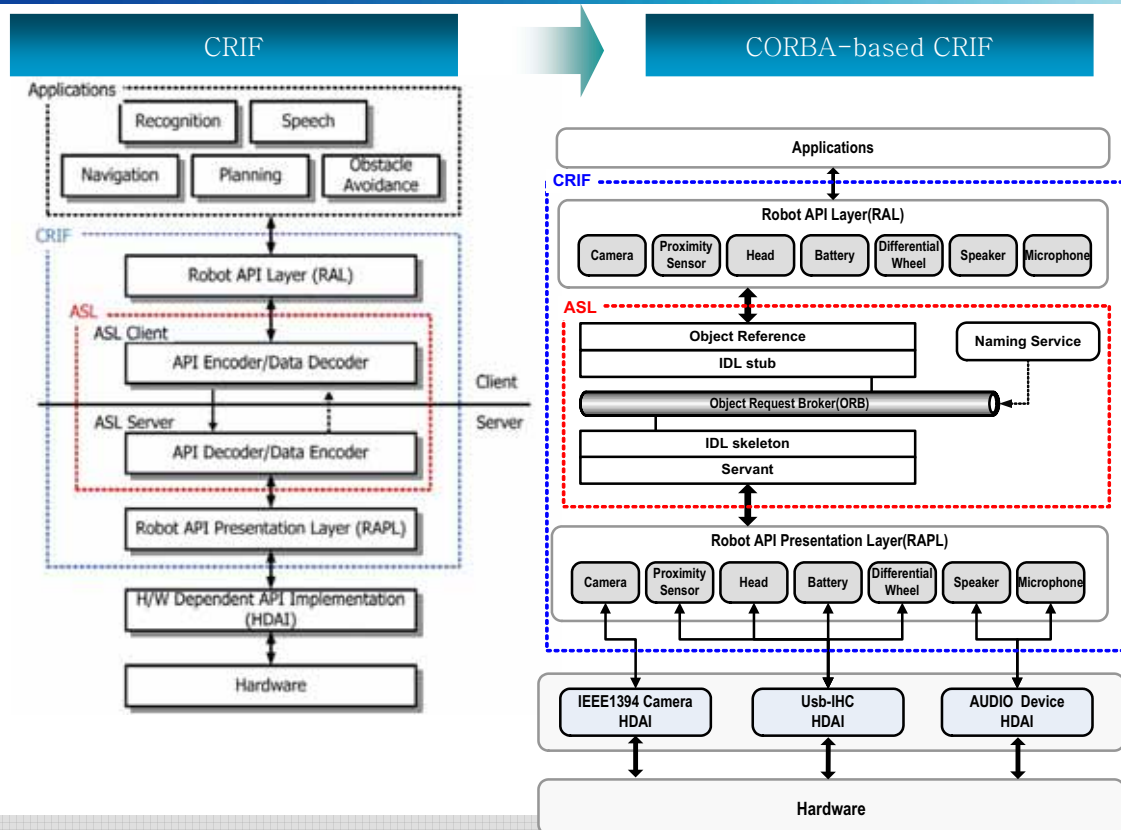 CRIF
CORBA-based CRIF
Applications
Recognition
Speech
Navigation
Planning
Obstacle
Avoidance
CRIF
Robot API Layer (RAL)
ASL
ASL Client
API Encoder/Data Decoder
Client
ASL Server
Server
API Decoder/Data Encoder
Robot API Presentation Layer (RAPL)
H/W Dependent API Implementation
(HDAI)
Hardware
Applications
CRIF
Robot API Layer(RAL)
Camera
Proximity
Sensor
Head
Battery
Differential
Wheel
Speaker
Microphone
ASL
Object Reference
IDL stub
Naming Service
Object Request Broker(ORB)
IDL skeleton
Servant
Robot API Presentation Layer(RAPL)
Camera
Proximity
Sensor
Head
Battery
Differential
Wheel
Speaker
Microphone
IEEE1394 Camera
HDAI
Usb-IHC
HDAI
AUDIO Device
HDAI
Hardware